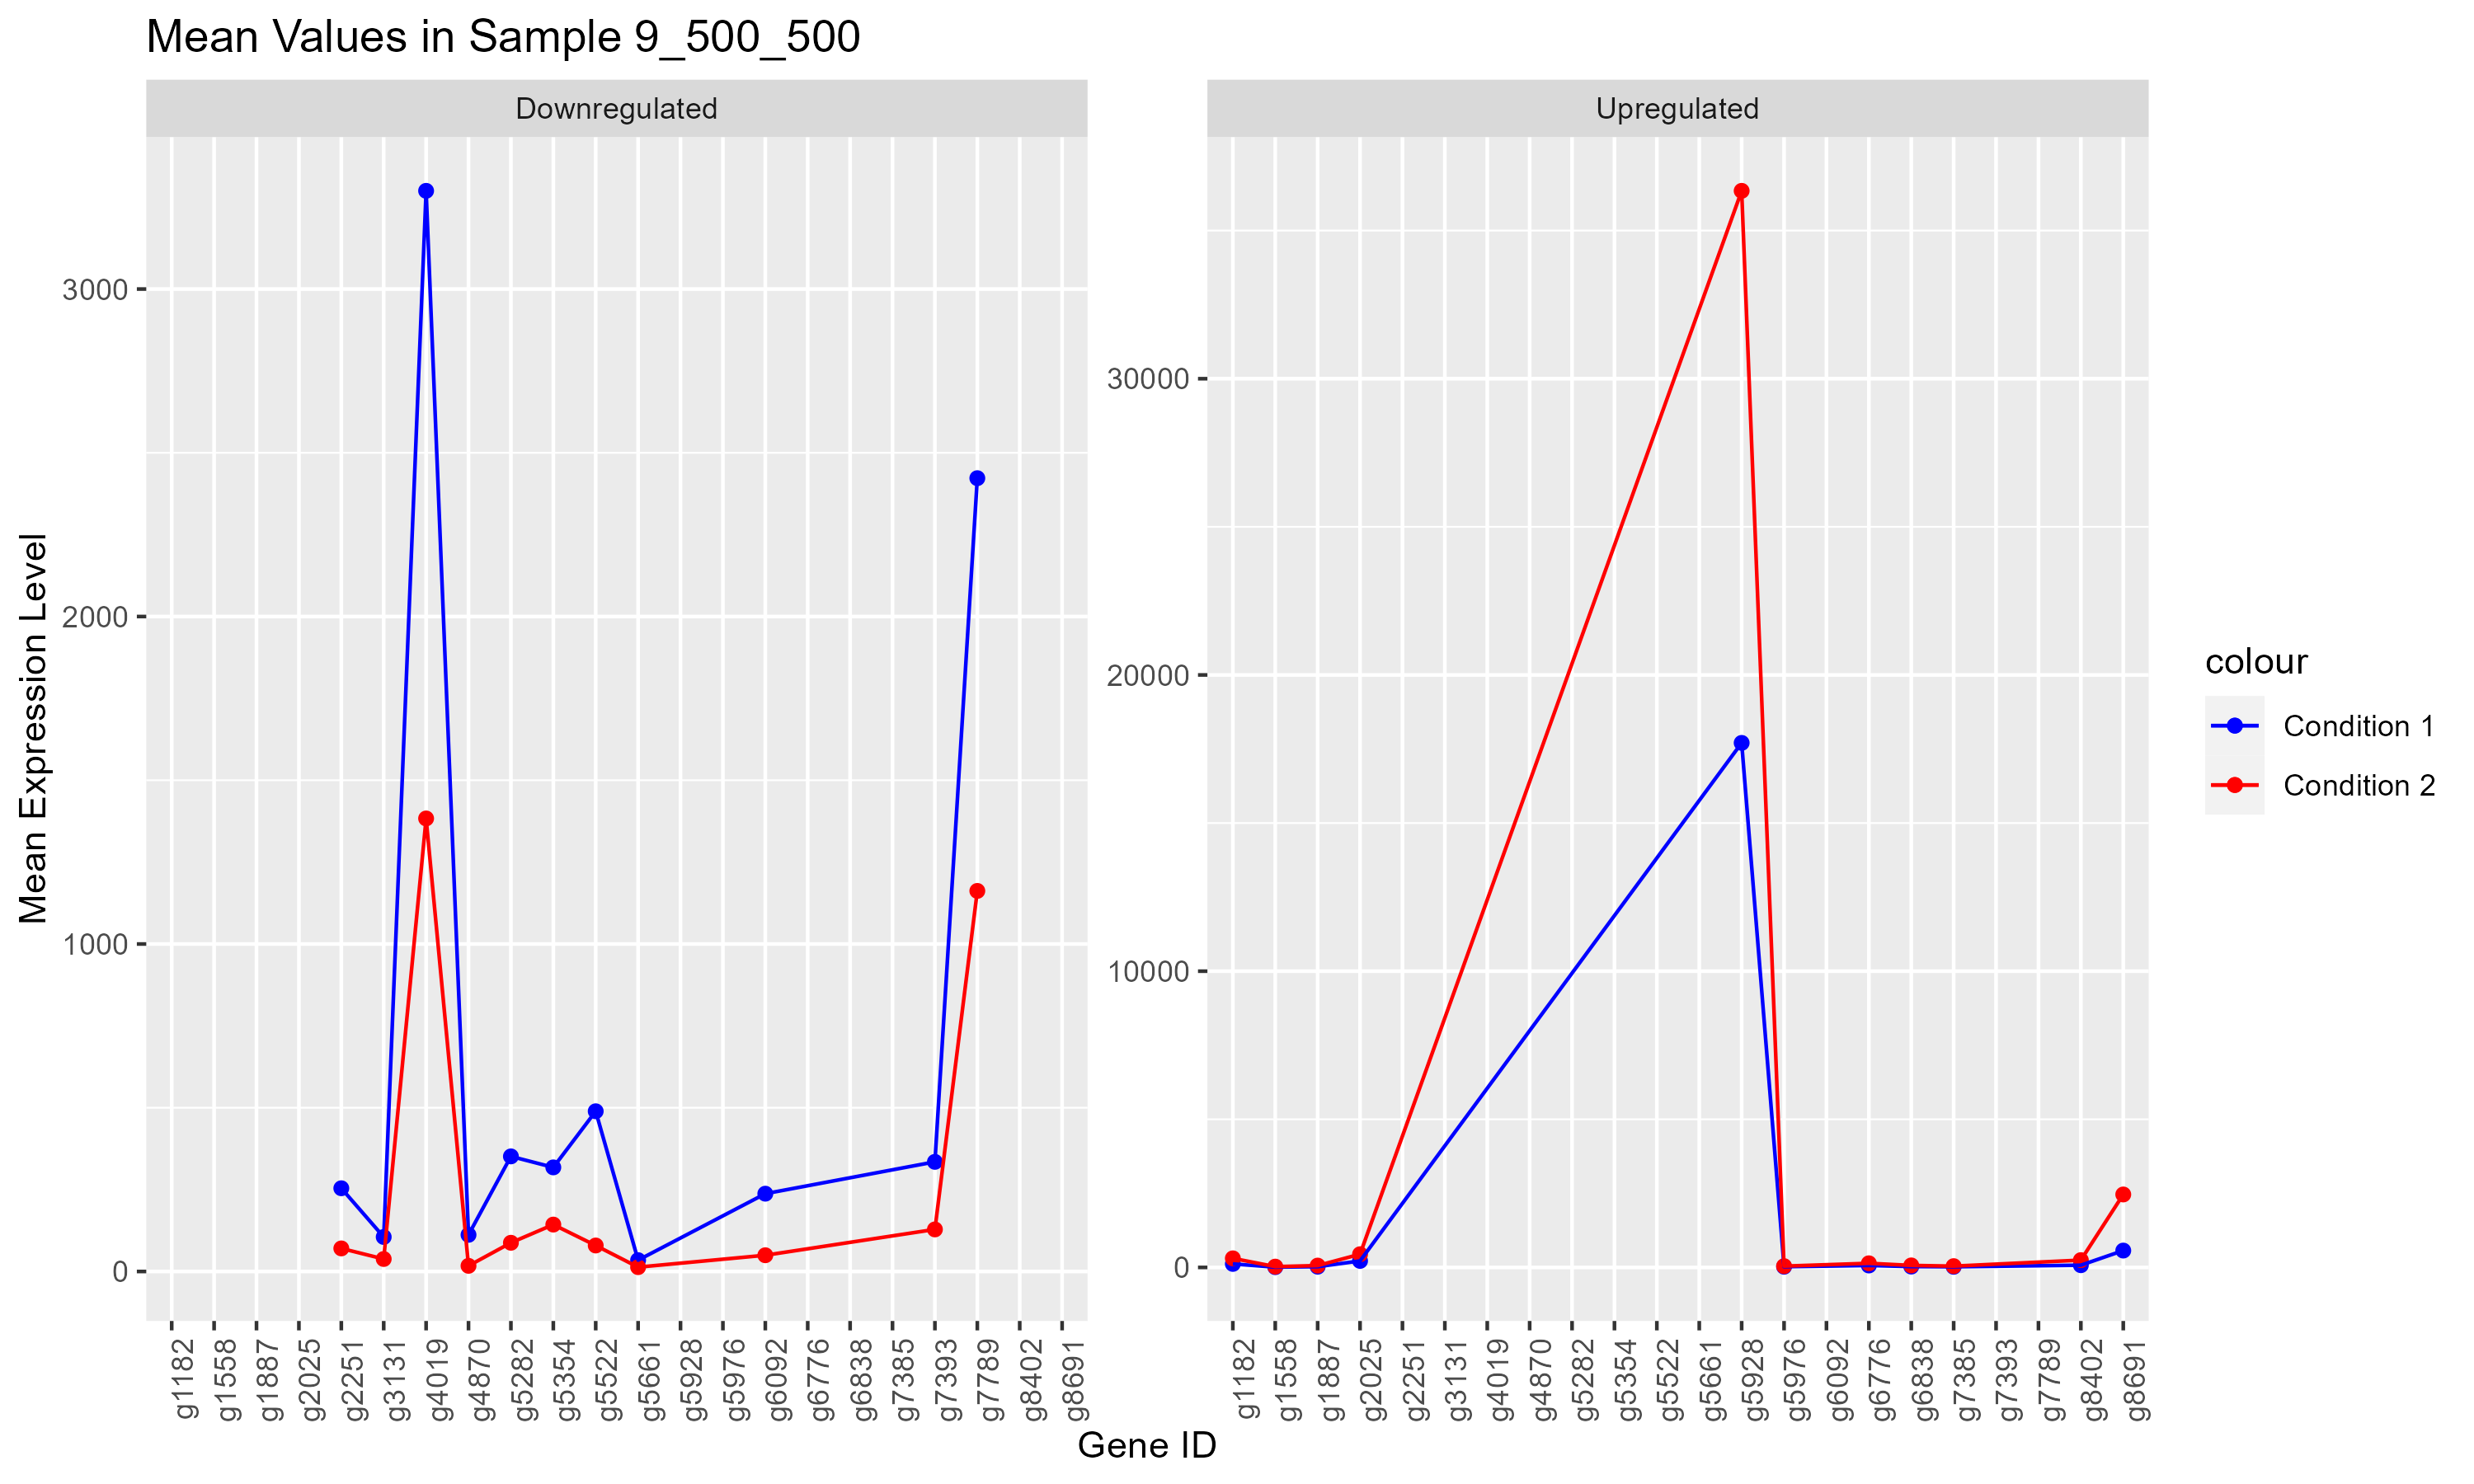 Mean Values in Sample 9_500_500
Downregulated
Upregulated
Mean Expression Level
3000
2000
1000
0
30000
20000
10000
0
g1182
g1558
g1887
g2025
g2251
g3131
g4019
g4870
g5282
g5354
g5522
g5661
g5928
g5976
g6092
g6776
g6838
g7385
g7393
g7789
g8402
g8691
g1182
g1558
g1887
g2025
g2251
g3131
g4019
g4870
g5282
g5354
g5522
g5661
g5928
g5976
g6092
g6776
g6838
g7385
g7393
g7789
g8402
g8691
Gene ID
colour
Condition 1
Condition 2